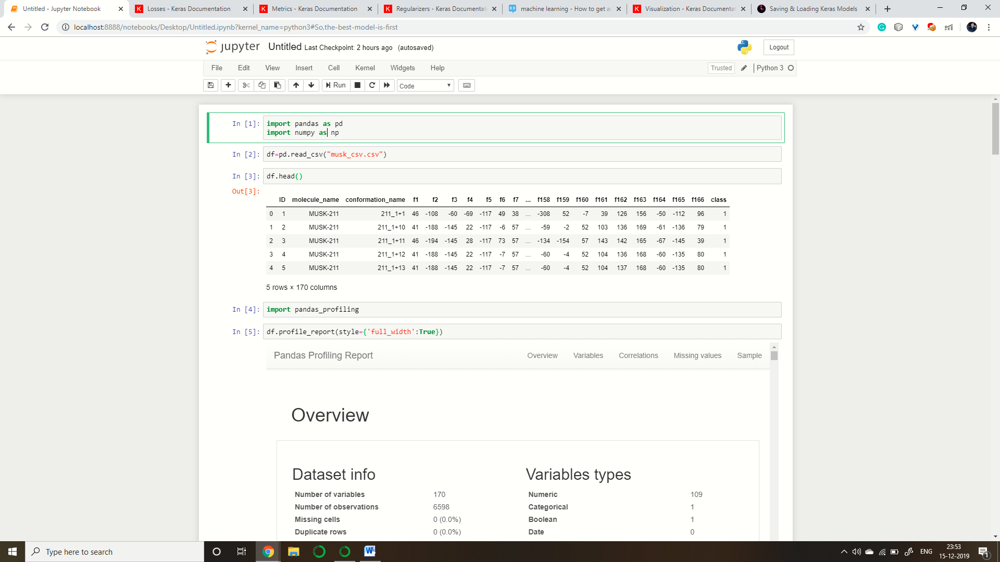 Untitled - Jupyter Notebook
Losses - Keras Documentation
Metrics - Keras Documentation
Regularizers - Keras Documentat
machine learning - How to get a
Visualization - Keras Documentat
Saving & Loading Keras Models
localhost:8888/notebooks/Desktop/Untitled.ipynb?kernel_name=python3#So,the-best-model-is-first
jupyter Untitled Last Checkpoint: 2 hours ago (autosaved)
Logout
File Edit View Insert Cell Kernel Widgets Help
Trusted Python 3
Run Code
In [1]: import pandas as pd
import numpy as np
In [2]: df=pd.read_csv("musk_csv.csv")
In [3]: df.head()
Out[3]:
ID molecule_name conformation_name f1 f2 f3 f4 f5 f6 f7 ... f158 f159 f160 f161 f162 f163 f164 f165 f166 class
0 1 MUSK-211 211_1+1 46 -108 -60 -69 -117 49 38 ... -308 52 -7 39 126 156 -50 -112 96 1
1 2 MUSK-211 211_1+10 41 -188 -145 22 -117 -6 57 ... -59 -2 52 103 136 169 -61 -136 79 1
2 3 MUSK-211 211_1+11 46 -194 -145 28 -117 73 57 ... -134 -154 57 143 142 165 -67 -145 39 1
3 4 MUSK-211 211_1+12 41 -188 -145 22 -117 -7 57 ... -60 -4 52 104 136 168 -60 -135 80 1
4 5 MUSK-211 211_1+13 41 -188 -145 22 -117 -7 57 ... -60 -4 52 104 137 168 -60 -135 80 1
5 rows × 170 columns
In [4]: import pandas_profiling
In [5]: df.profile_report(style={'full_width':True})
Pandas Profiling Report Overview Variables Correlations Missing values Sample
Overview
Dataset info
Number of variables 170
Number of observations 6598
Missing cells 0 (0.0%)
Duplicate rows 0 (0.0%)
Variables types
Numeric 109
Categorical 1
Boolean 1
Date 0
Type here to search
ENG
23:53
15-12-2019
1